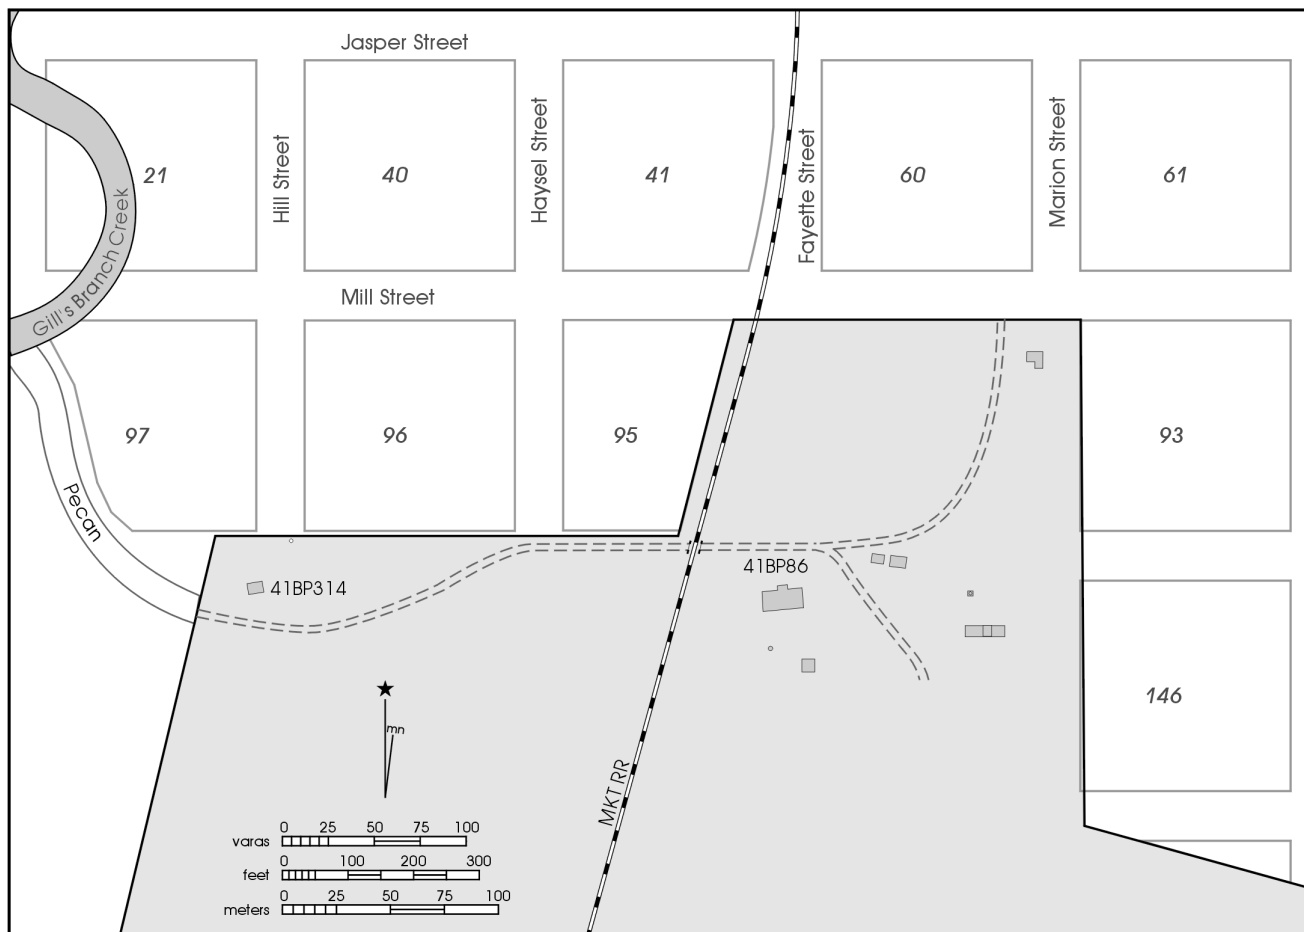 Jasper Street
21
Hill Street
40
Haysel Street
41
Fayette Street
60
Marion Street
61
Gill's Branch Creek
Mill Street
97
96
95
93
Pecan
41BP314
41BP86
146
mn
MKT RR
varas 0 25 50 75 100
feet 0 100 200 300
meters 0 25 50 75 100